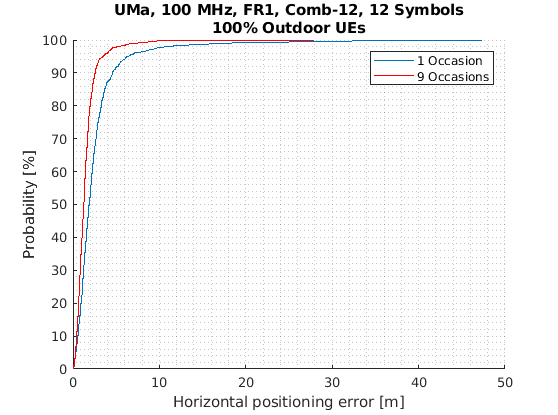 UMa, 100 MHz, FR1, Comb-12, 12 Symbols
100% Outdoor UEs
1 Occasion
9 Occasions
Probability [%]
100
90
80
70
60
50
40
30
20
10
0
0 10 20 30 40 50
Horizontal positioning error [m]